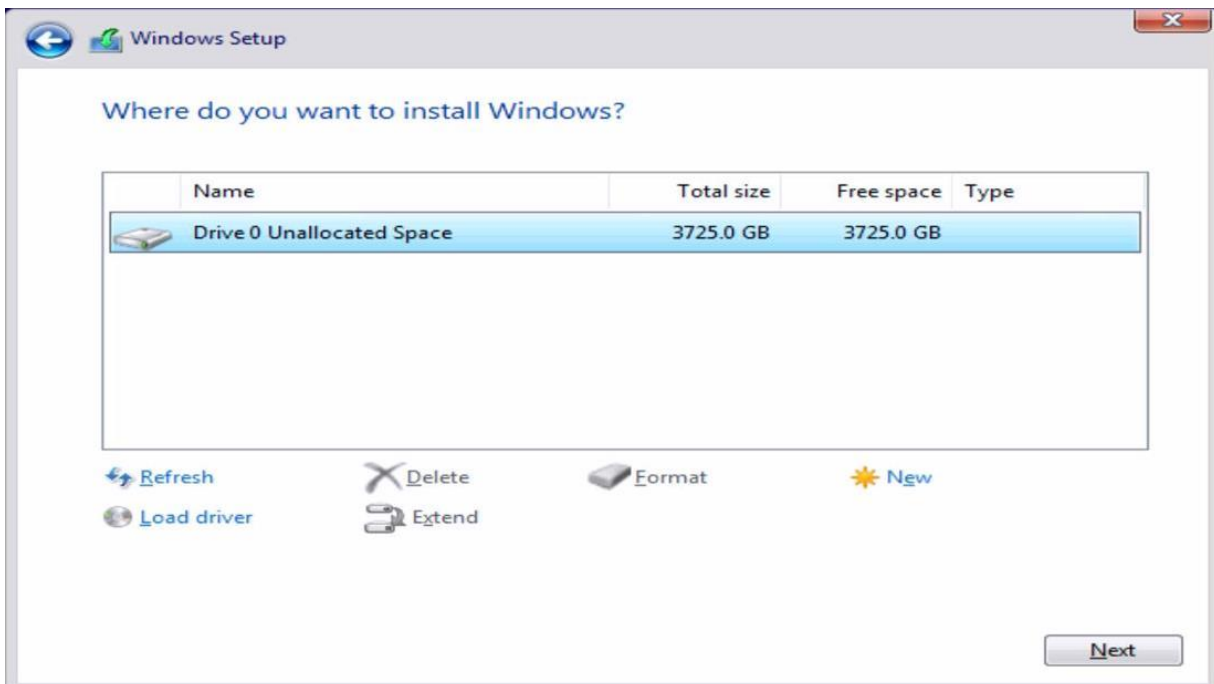 Windows Setup
Where do you want to install Windows?
Name Total size Free space Type
Drive 0 Unallocated Space 3725.0 GB 3725.0 GB
Refresh Delete Format New
Load driver Extend
Next